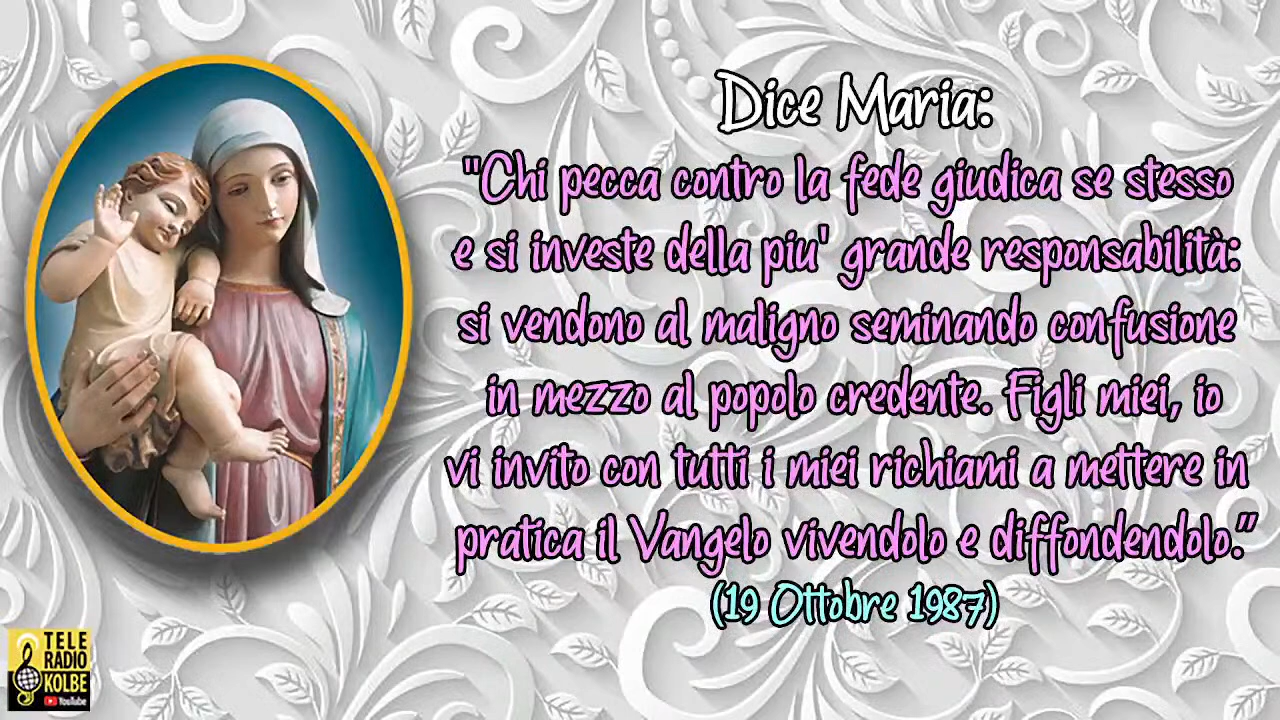 Dice Maria:
"Chi pecca contro la fede giudica se stesso
e si investe della piu' grande responsabilità:
si vendono al maligno seminando confusione
in mezzo al popolo credente. Figli miei, io
vi invito con tutti i miei richiami a mettere in
pratica il Vangelo vivendolo e diffondendolo.”
(19 Ottobre 1987)
TELE
RADIO
KOLBE
YouTube